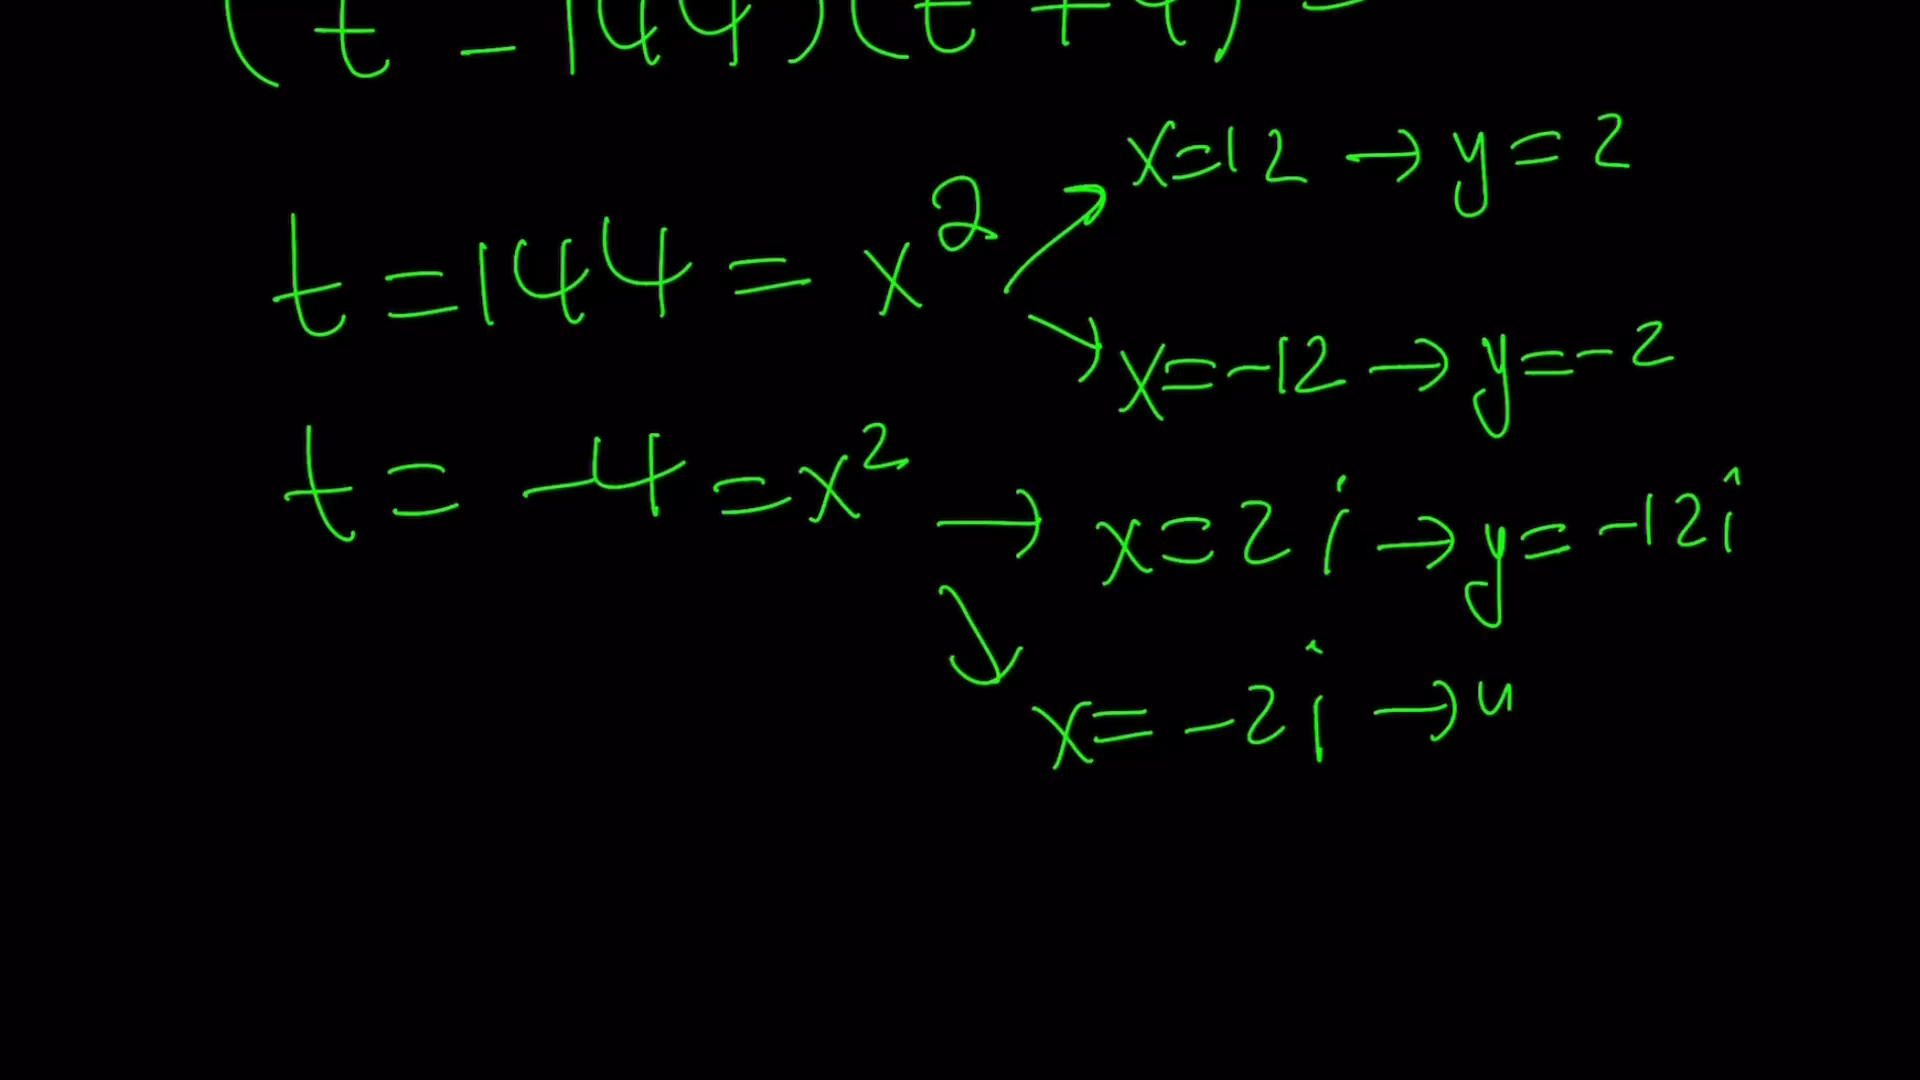 (t - 144)(t + 4) =
x = 12 → y = 2
t = 144 = x²
x = -12 → y = -2
t = -4 = x²
x = 2i → y = -12i
x = -2i →